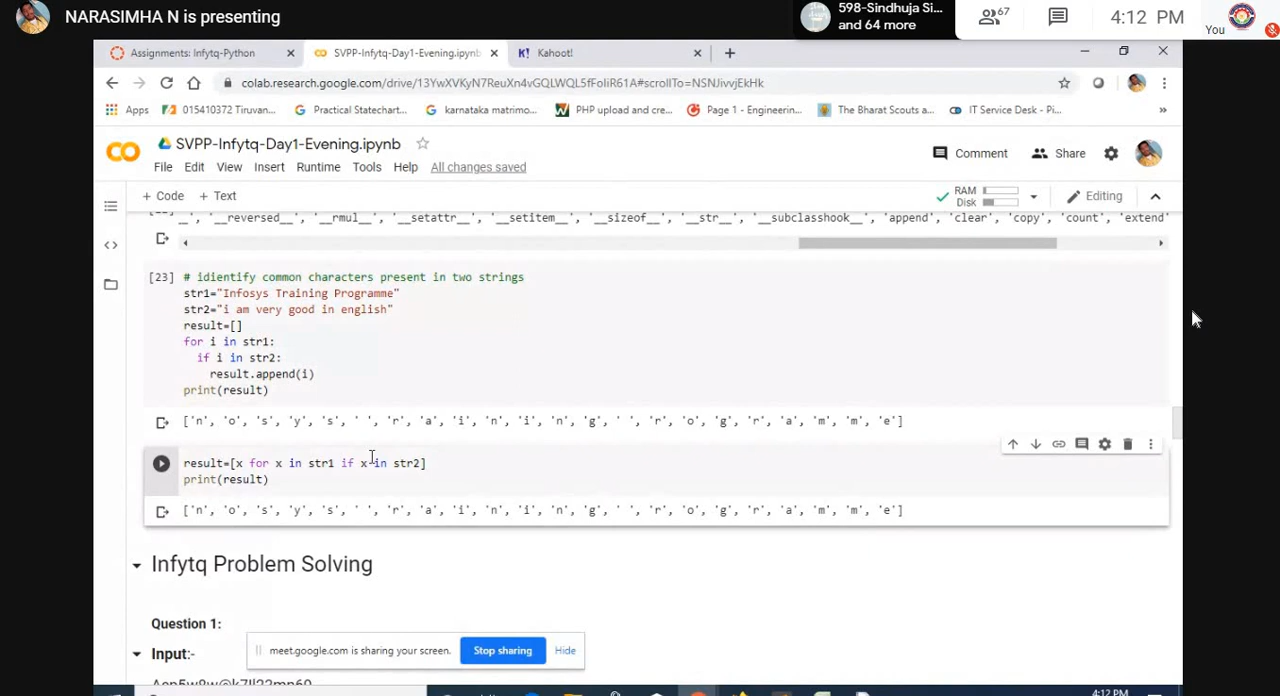 NARASIMHA N is presenting
598-Sindhuja Si...
and 64 more
67
4:12 PM
You
Assignments: Infytq-Python
SVPP-Infytq-Day1-Evening.ipynb
K! Kahoot!
colab.research.google.com/drive/13YwXVKyN7ReuXn4vGQLWQL5fFoIiR61A#scrollTo=NSNJivvjEkHk
Apps
015410372 Tiruvan...
Practical Statechart...
karnataka matrimo...
PHP upload and cre...
Page 1 - Engineerin...
The Bharat Scouts a...
IT Service Desk - Pi...
»
SVPP-Infytq-Day1-Evening.ipynb
File Edit View Insert Runtime Tools Help All changes saved
Comment
Share
+ Code + Text
RAM
Disk
Editing
__', '__reversed__', '__rmul__', '__setattr__', '__setitem__', '__sizeof__', '__str__', '__subclasshook__', 'append', 'clear', 'copy', 'count', 'extend'
[23] # idientify common characters present in two strings
str1="Infosys Training Programme"
str2="i am very good in english"
result=[]
for i in str1:
if i in str2:
result.append(i)
print(result)
['n', 'o', 's', 'y', 's', ' ', 'r', 'a', 'i', 'n', 'i', 'n', 'g', ' ', 'r', 'o', 'g', 'r', 'a', 'm', 'm', 'e']
result=[x for x in str1 if x in str2]
print(result)
['n', 'o', 's', 'y', 's', ' ', 'r', 'a', 'i', 'n', 'i', 'n', 'g', ' ', 'r', 'o', 'g', 'r', 'a', 'm', 'm', 'e']
Infytq Problem Solving
Question 1:
Input:-
meet.google.com is sharing your screen.
Stop sharing
Hide
4:12 PM